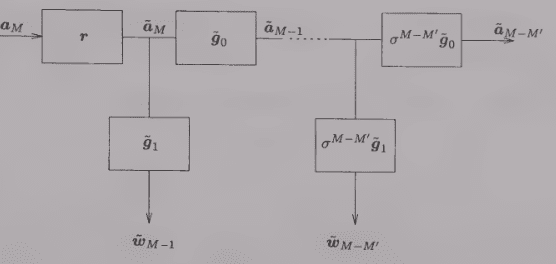 a_M r ã_M g̃_0 ã_{M-1} σ^{M-M'} g̃_0 ã_{M-M'}
g̃_1 σ^{M-M'} g̃_1
w̃_{M-1} w̃_{M-M'}